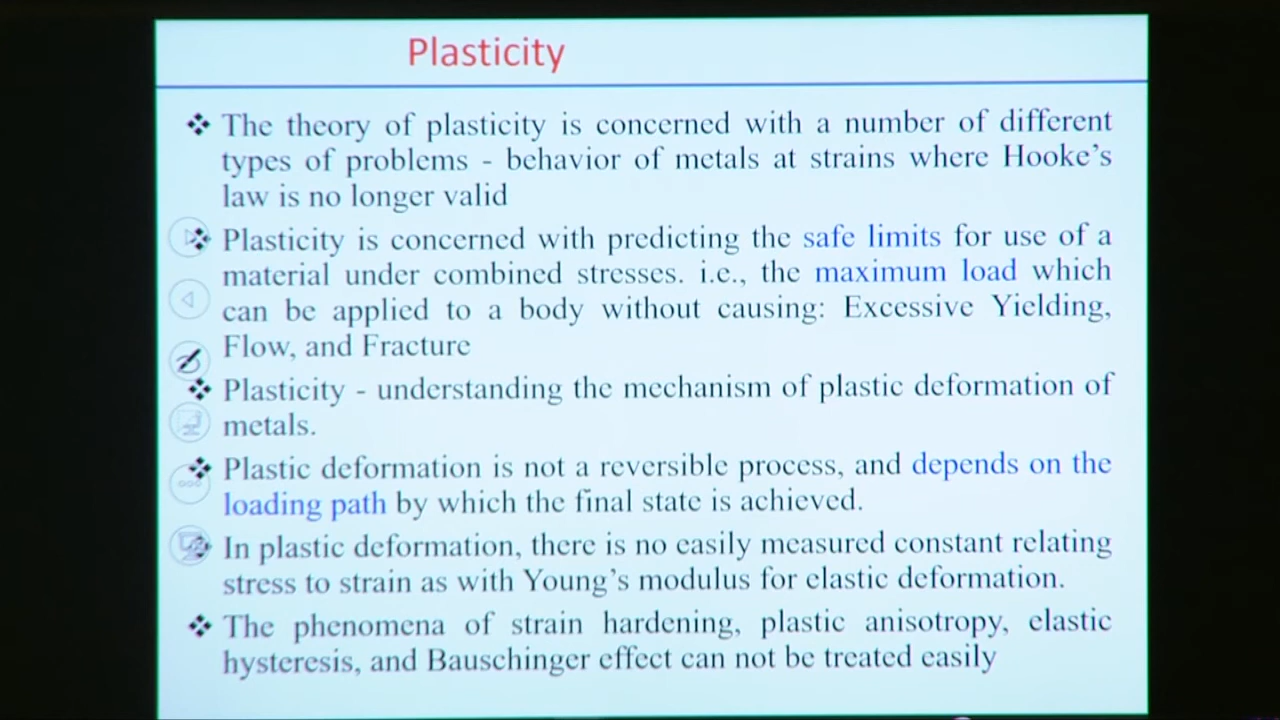 Plasticity
❖ The theory of plasticity is concerned with a number of different
types of problems - behavior of metals at strains where Hooke's
law is no longer valid
❖ Plasticity is concerned with predicting the safe limits for use of a
material under combined stresses. i.e., the maximum load which
can be applied to a body without causing: Excessive Yielding,
Flow, and Fracture
❖ Plasticity - understanding the mechanism of plastic deformation of
metals.
❖ Plastic deformation is not a reversible process, and depends on the
loading path by which the final state is achieved.
❖ In plastic deformation, there is no easily measured constant relating
stress to strain as with Young's modulus for elastic deformation.
❖ The phenomena of strain hardening, plastic anisotropy, elastic
hysteresis, and Bauschinger effect can not be treated easily